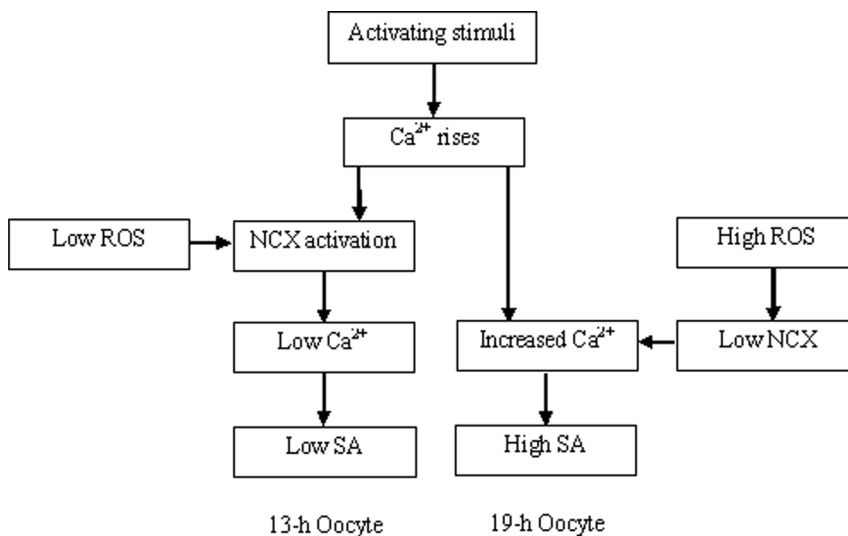 Activating stimuli
Ca²⁺ rises
Low ROS
NCX activation
High ROS
Low Ca²⁺
Increased Ca²⁺
Low NCX
Low SA
High SA
13-h Oocyte
19-h Oocyte